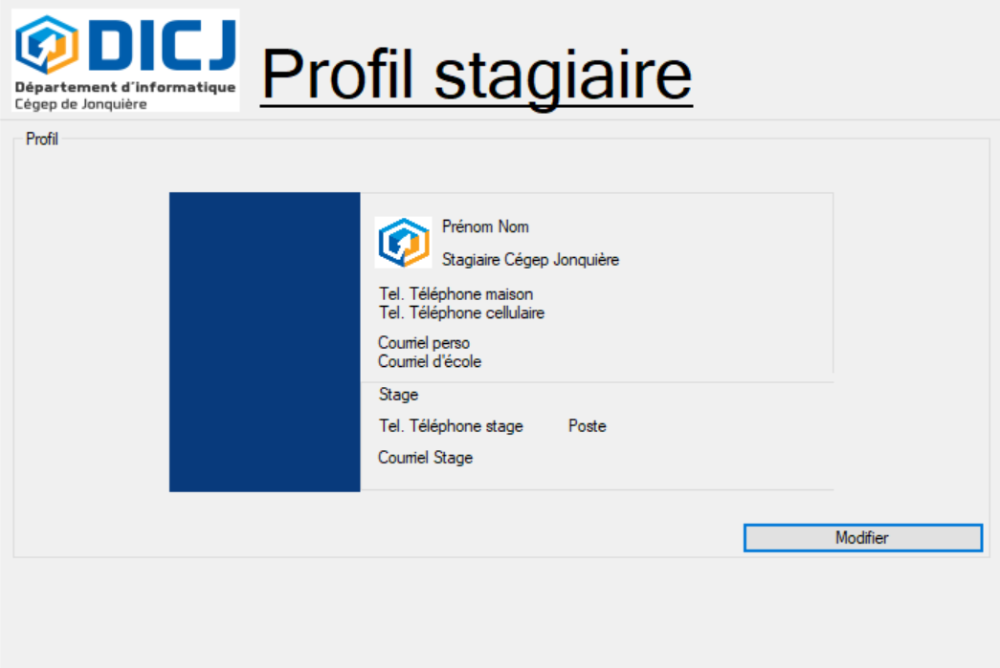 DICJ
Département d'informatique
Cégep de Jonquière
Profil stagiaire
Profil
Prénom Nom
Stagiaire Cégep Jonquière
Tel. Téléphone maison
Tel. Téléphone cellulaire
Courriel perso
Courriel d'école
Stage
Tel. Téléphone stage Poste
Courriel Stage
Modifier